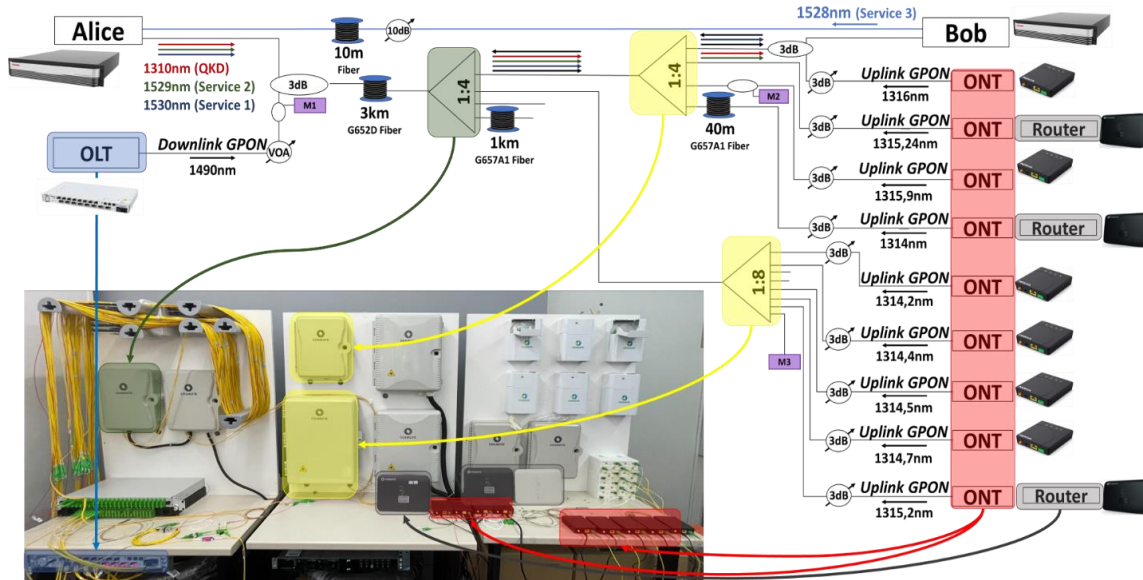 Alice
1528nm (Service 3)
Bob
10m
Fiber
10dB
1310nm (QKD)
1529nm (Service 2)
1530nm (Service 1)
3dB
M1
3km
G652D Fiber
1:4
1km
G657A1 Fiber
1:4
3dB
M2
40m
G657A1 Fiber
OLT
Downlink GPON
1490nm
VOA
3dB
Uplink GPON
1316nm
ONT
3dB
Uplink GPON
1315,24nm
ONT
Router
3dB
Uplink GPON
1315,9nm
ONT
3dB
Uplink GPON
1314nm
ONT
Router
1:8
3dB
Uplink GPON
1314,2nm
ONT
3dB
Uplink GPON
1314,4nm
ONT
M3
3dB
Uplink GPON
1314,5nm
ONT
3dB
Uplink GPON
1314,7nm
ONT
3dB
Uplink GPON
1315,2nm
ONT
Router